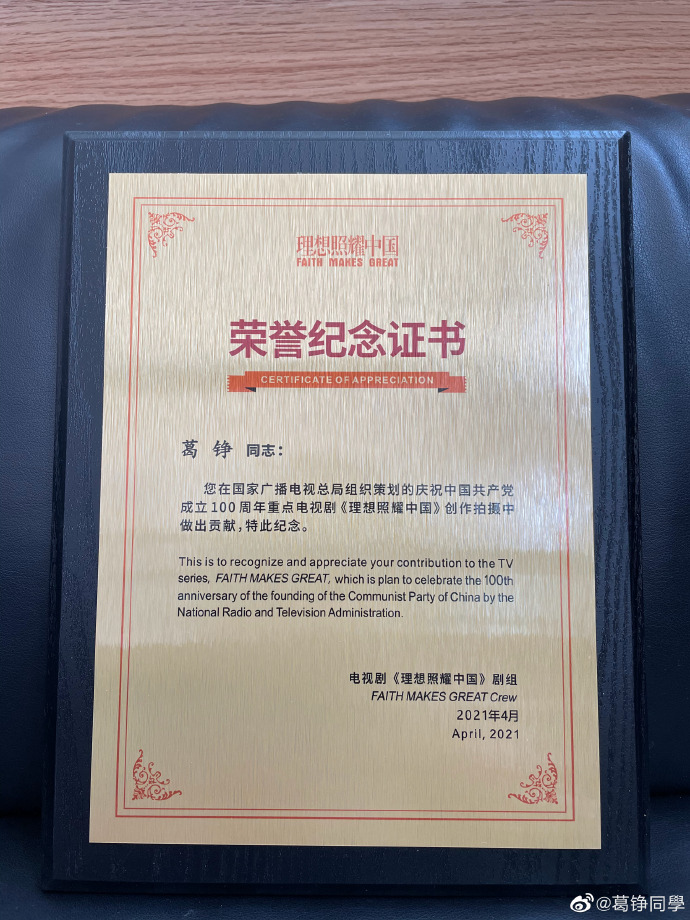 理想照耀中国
FAITH MAKES GREAT
荣誉纪念证书
CERTIFICATE OF APPRECIATION
葛铮 同志：
您在国家广播电视总局组织策划的庆祝中国共产党
成立100周年重点电视剧《理想照耀中国》创作拍摄中
做出贡献，特此纪念。
This is to recognize and appreciate your contribution to the TV
series, FAITH MAKES GREAT, which is plan to celebrate the 100th
anniversary of the founding of the Communist Party of China by the
National Radio and Television Administration.
电视剧《理想照耀中国》剧组
FAITH MAKES GREAT Crew
2021年4月
April, 2021
@葛铮同學